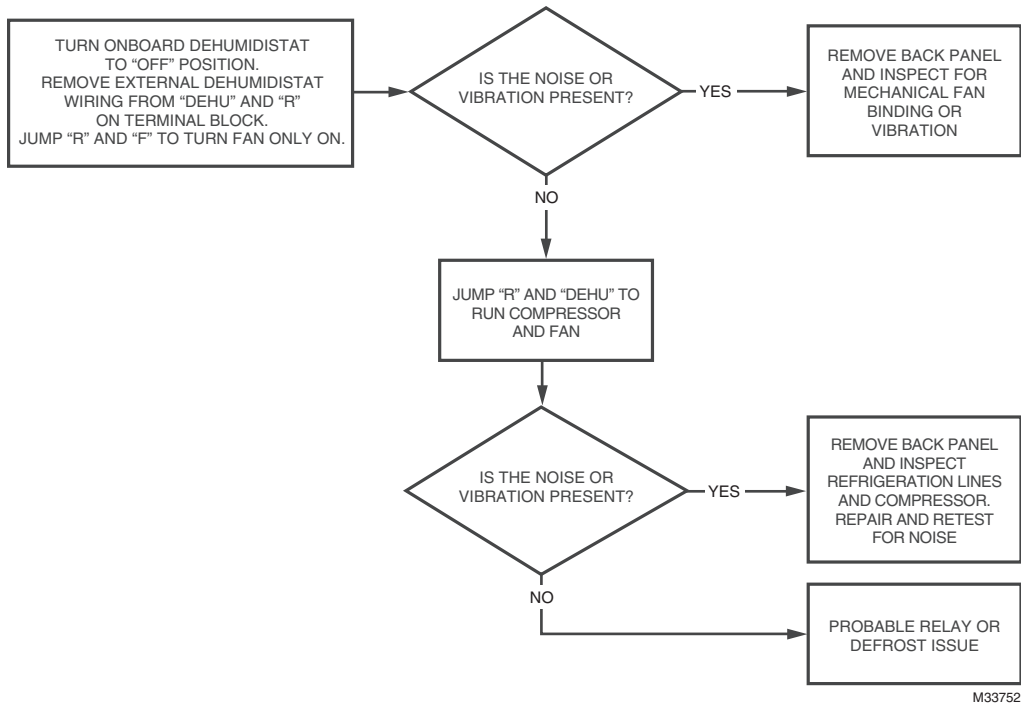 TURN ONBOARD DEHUMIDISTAT
TO “OFF” POSITION.
REMOVE EXTERNAL DEHUMIDISTAT
WIRING FROM “DEHU” AND “R”
ON TERMINAL BLOCK.
JUMP “R” AND “F” TO TURN FAN ONLY ON.
IS THE NOISE OR
VIBRATION PRESENT?
YES
REMOVE BACK PANEL
AND INSPECT FOR
MECHANICAL FAN
BINDING OR
VIBRATION
NO
JUMP “R” AND “DEHU” TO
RUN COMPRESSOR
AND FAN
IS THE NOISE OR
VIBRATION PRESENT?
YES
REMOVE BACK PANEL
AND INSPECT
REFRIGERATION LINES
AND COMPRESSOR.
REPAIR AND RETEST
FOR NOISE
NO
PROBABLE RELAY OR
DEFROST ISSUE
M33752